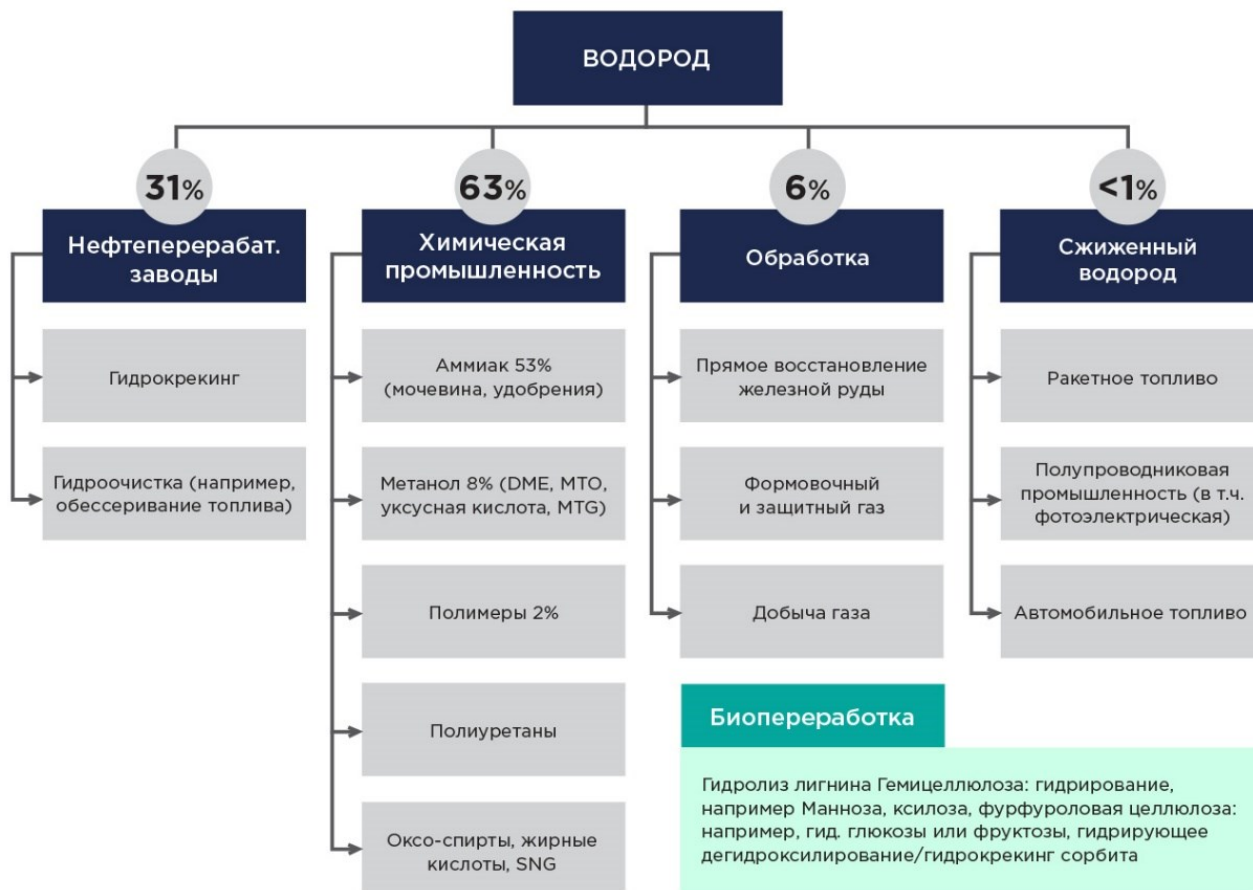 ВОДОРОД
31%
Нефтеперерабат.
заводы
Гидрокрекинг
Гидроочистка (например,
обессеривание топлива)
63%
Химическая
промышленность
Аммиак 53%
(мочевина, удобрения)
Метанол 8% (DME, MTO,
уксусная кислота, MTG)
Полимеры 2%
Полиуретаны
Оксо-спирты, жирные
кислоты, SNG
6%
Обработка
Прямое восстановление
железной руды
Формовочный
и защитный газ
Добыча газа
<1%
Сжиженный
водород
Ракетное топливо
Полупроводниковая
промышленность (в т.ч.
фотоэлектрическая)
Автомобильное топливо
Биопереработка
Гидролиз лигнина Гемицеллюлоза: гидрирование,
например Манноза, ксилоза, фурфуроловая целлюлоза:
например, гид. глюкозы или фруктозы, гидрирующее
дегидроксилирование/гидрокрекинг сорбита